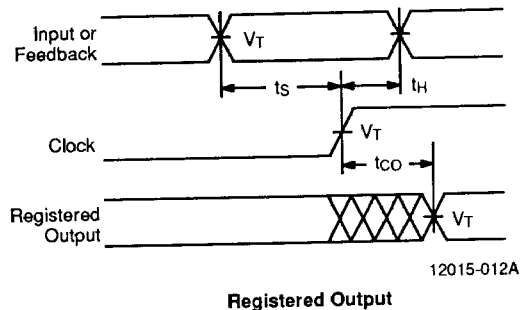 Input or
Feedback
VT
tS
tH
Clock
VT
tCO
Registered
Output
VT
12015-012A
Registered Output